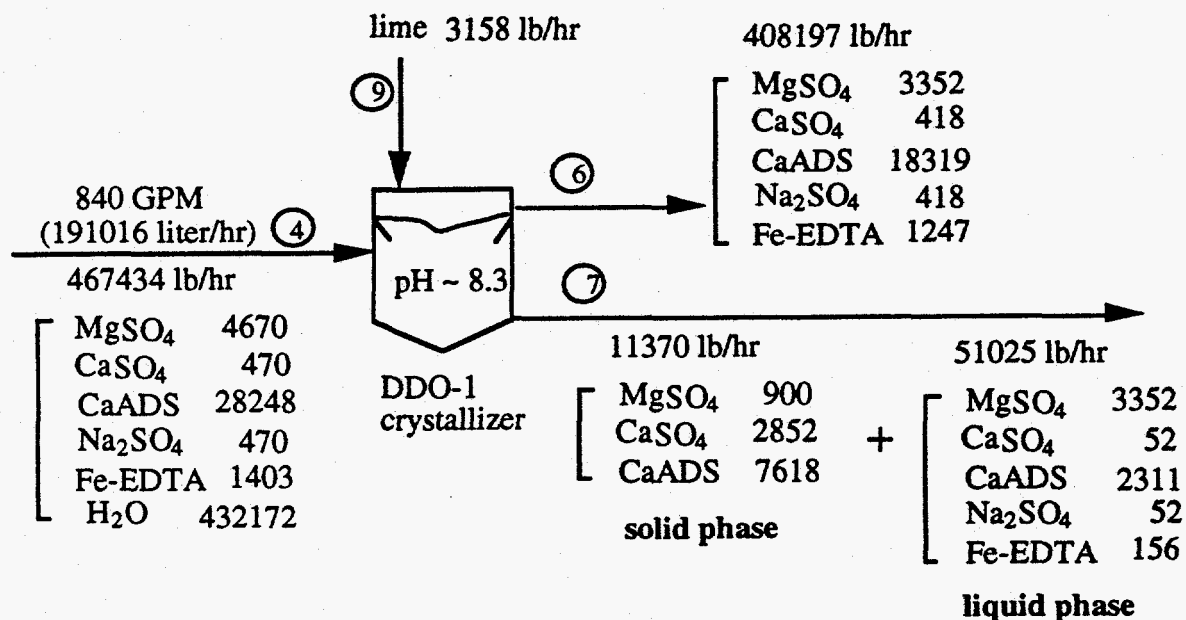 lime 3158 lb/hr
9
408197 lb/hr
MgSO4 3352
CaSO4 418
CaADS 18319
Na2SO4 418
Fe-EDTA 1247
6
840 GPM
(191016 liter/hr) 4
467434 lb/hr
MgSO4 4670
CaSO4 470
CaADS 28248
Na2SO4 470
Fe-EDTA 1403
H2O 432172
pH ~ 8.3
DDO-1
crystallizer
7
11370 lb/hr
MgSO4 900
CaSO4 2852
CaADS 7618
solid phase
+
51025 lb/hr
MgSO4 3352
CaSO4 52
CaADS 2311
Na2SO4 52
Fe-EDTA 156
liquid phase